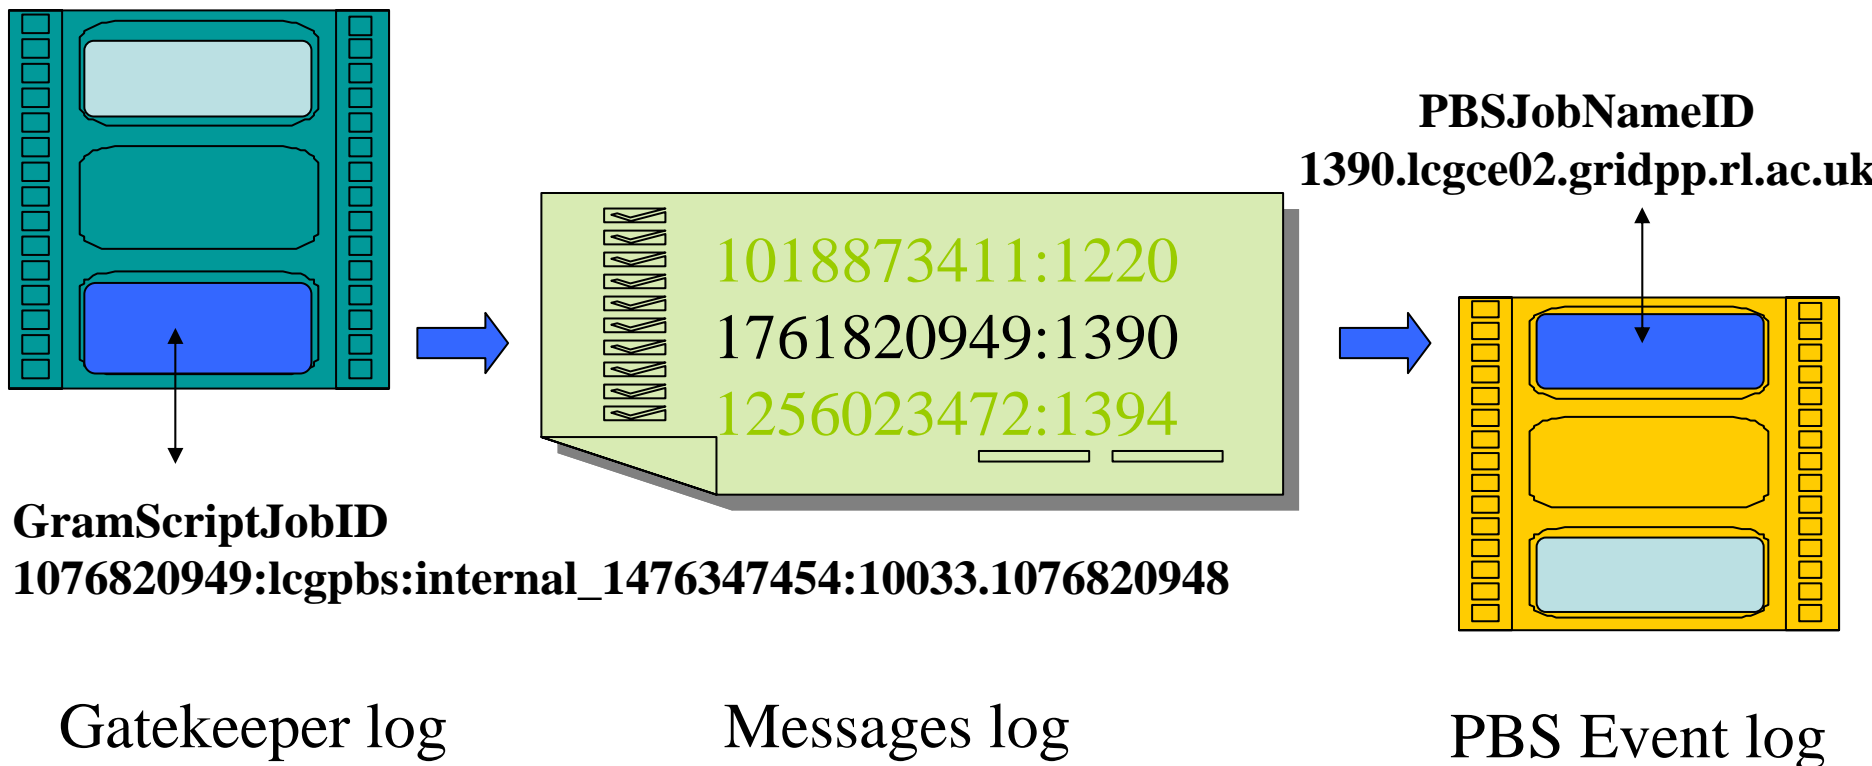 PBSJobNameID
1390.lcgce02.gridpp.rl.ac.uk
1018873411:1220
1761820949:1390
1256023472:1394
GramScriptJobID
1076820949:lcgpbs:internal_1476347454:10033.1076820948
Gatekeeper log
Messages log
PBS Event log